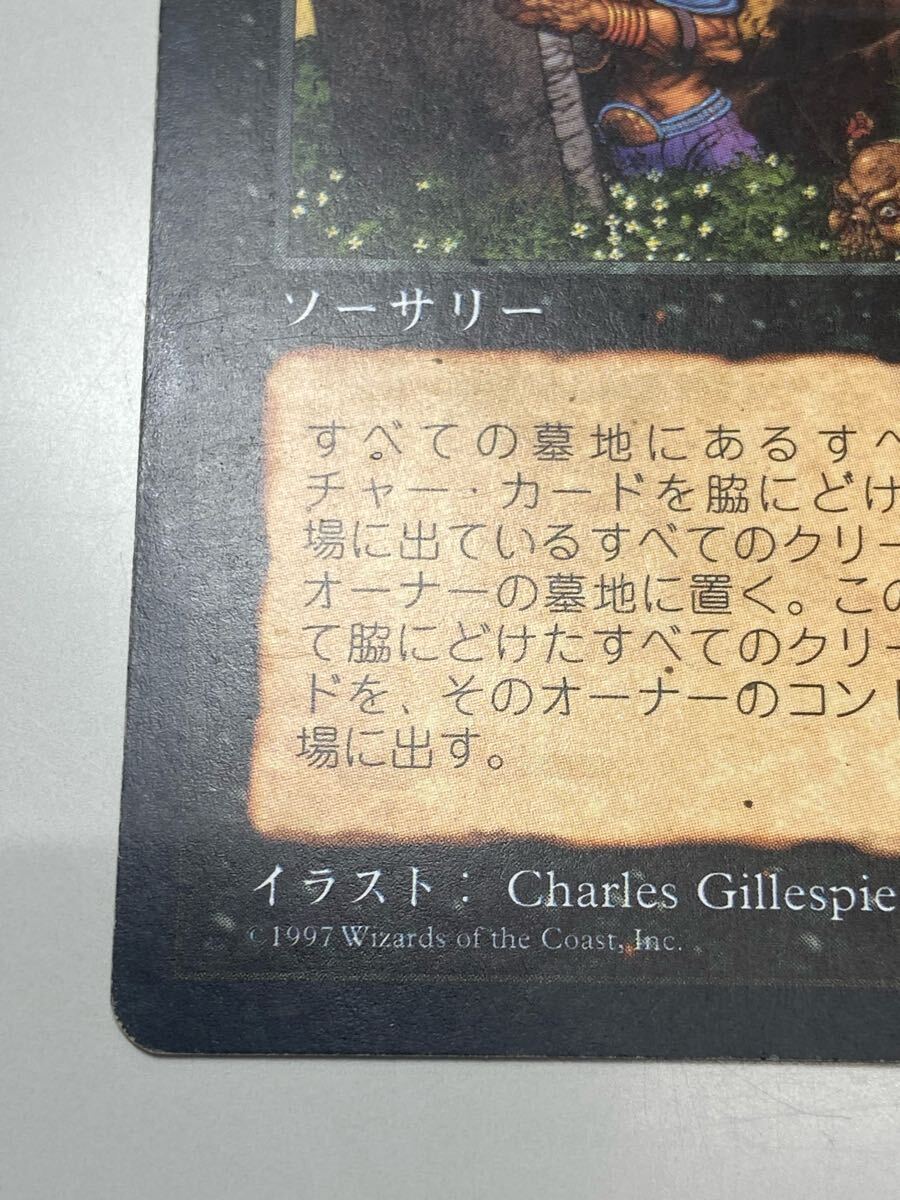 ソーサリー
すべての墓地にあるすべ
チャー・カードを脇にどけ
場に出ているすべてのクリー
オーナーの墓地に置く。この
て脇にどけたすべてのクリー
ドを、そのオーナーのコント
場に出す。
イラスト： Charles Gillespie
© 1997 Wizards of the Coast, Inc.